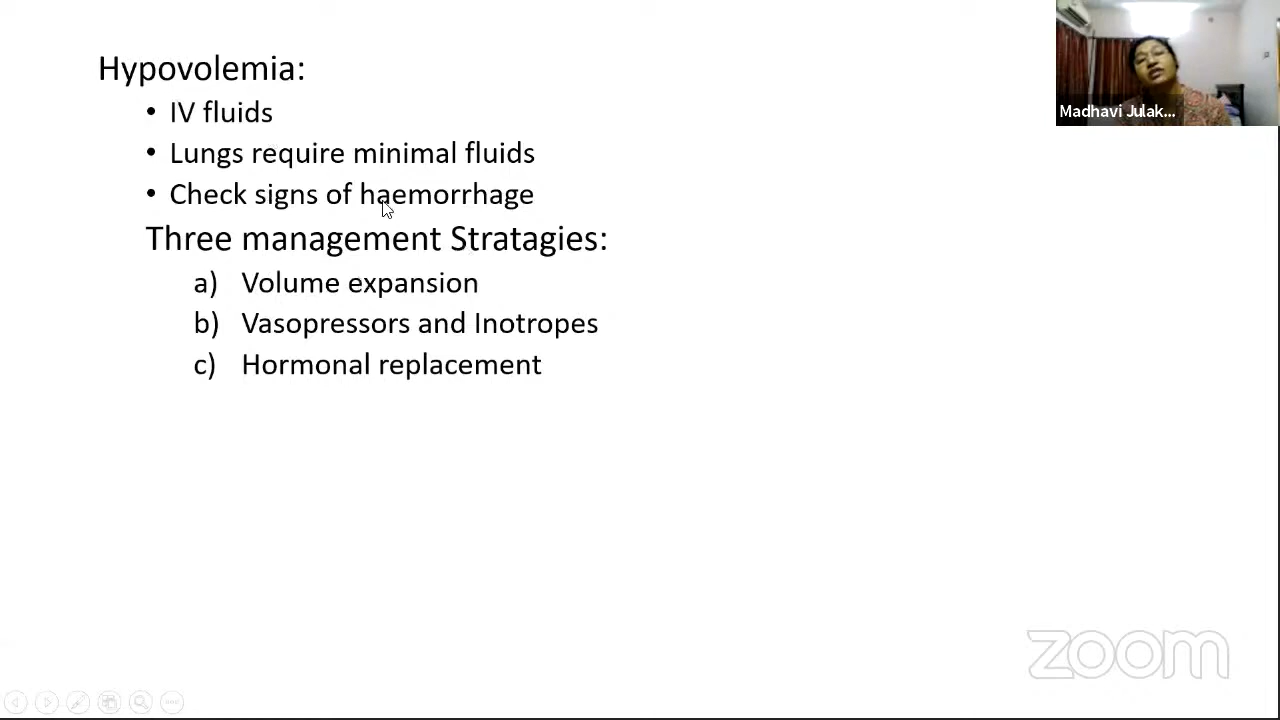 Hypovolemia:
• IV fluids
• Lungs require minimal fluids
• Check signs of haemorrhage
Three management Stratagies:
a) Volume expansion
b) Vasopressors and Inotropes
c) Hormonal replacement
Madhavi Julak...
zoom